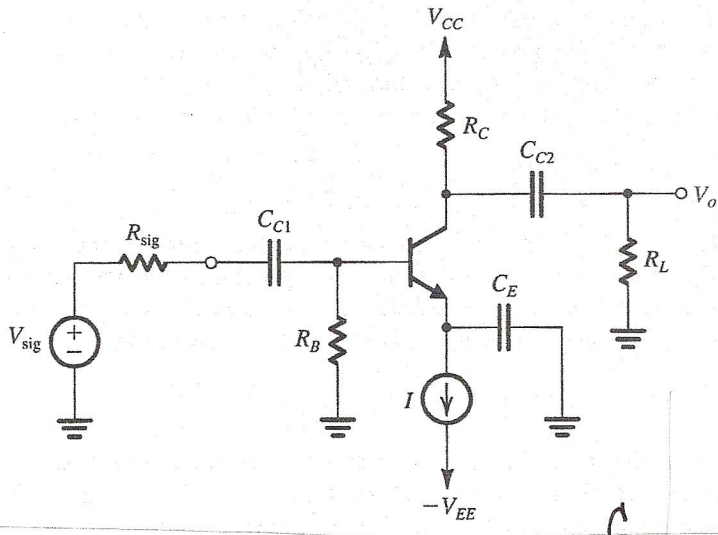 V_CC
R_C
C_C2
V_o
C_C1
R_sig
R_L
C_E
V_sig
+
−
R_B
I
−V_EE